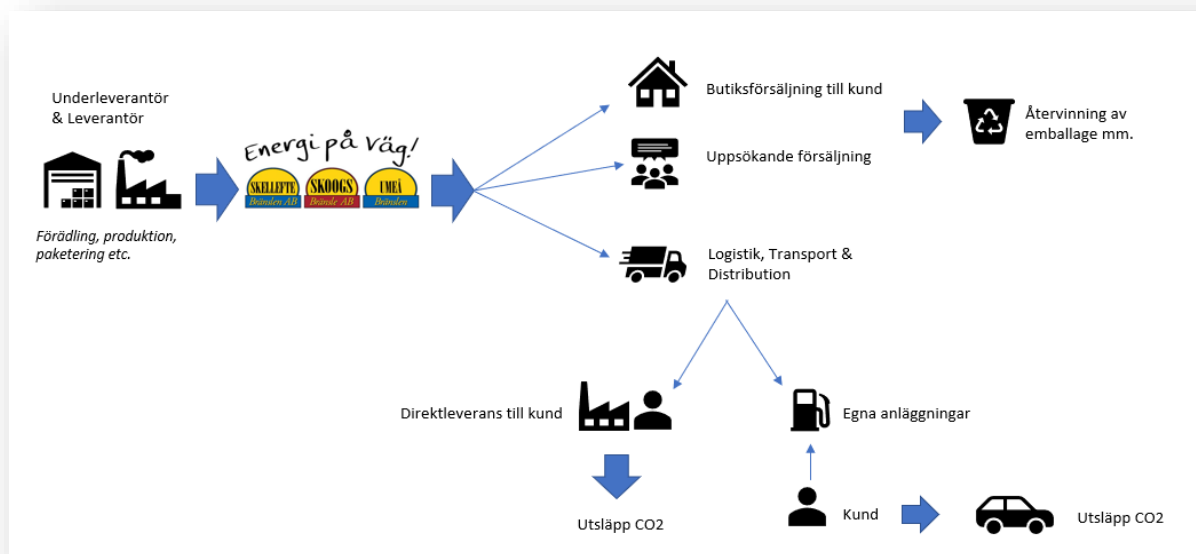 Underleverantör
& Leverantör
Förädling, produktion,
paketering etc.
Energi på väg!
SKELLEFTE
Bränslen AB
SKOOGS
Bränsle AB
UMEÅ
Bränslen
Butiksförsäljning till kund
Återvinning av
emballage mm.
Uppsökande försäljning
Logistik, Transport &
Distribution
Direktleverans till kund
Egna anläggningar
Utsläpp CO2
Kund
Utsläpp CO2